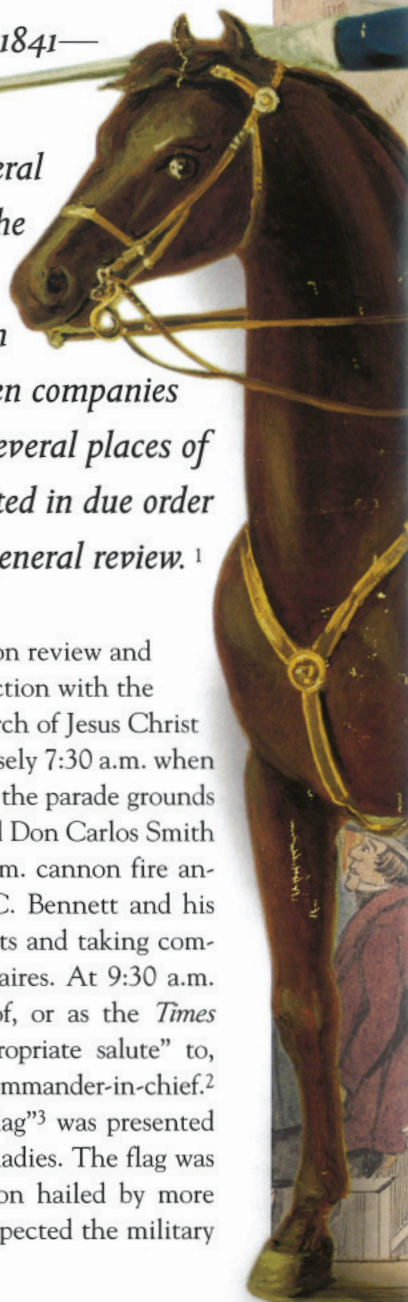 1841—
eral
he
n
en companies
everal places of
ted in due order
eneral review. 1
on review and
ction with the
rch of Jesus Christ
sely 7:30 a.m. when
the parade grounds
l Don Carlos Smith
m. cannon fire an-
C. Bennett and his
ts and taking com-
aires. At 9:30 a.m.
of, or as the Times
ropriate salute” to,
ommander-in-chief.2
lag”3 was presented
adies. The flag was
on hailed by more
pected the military